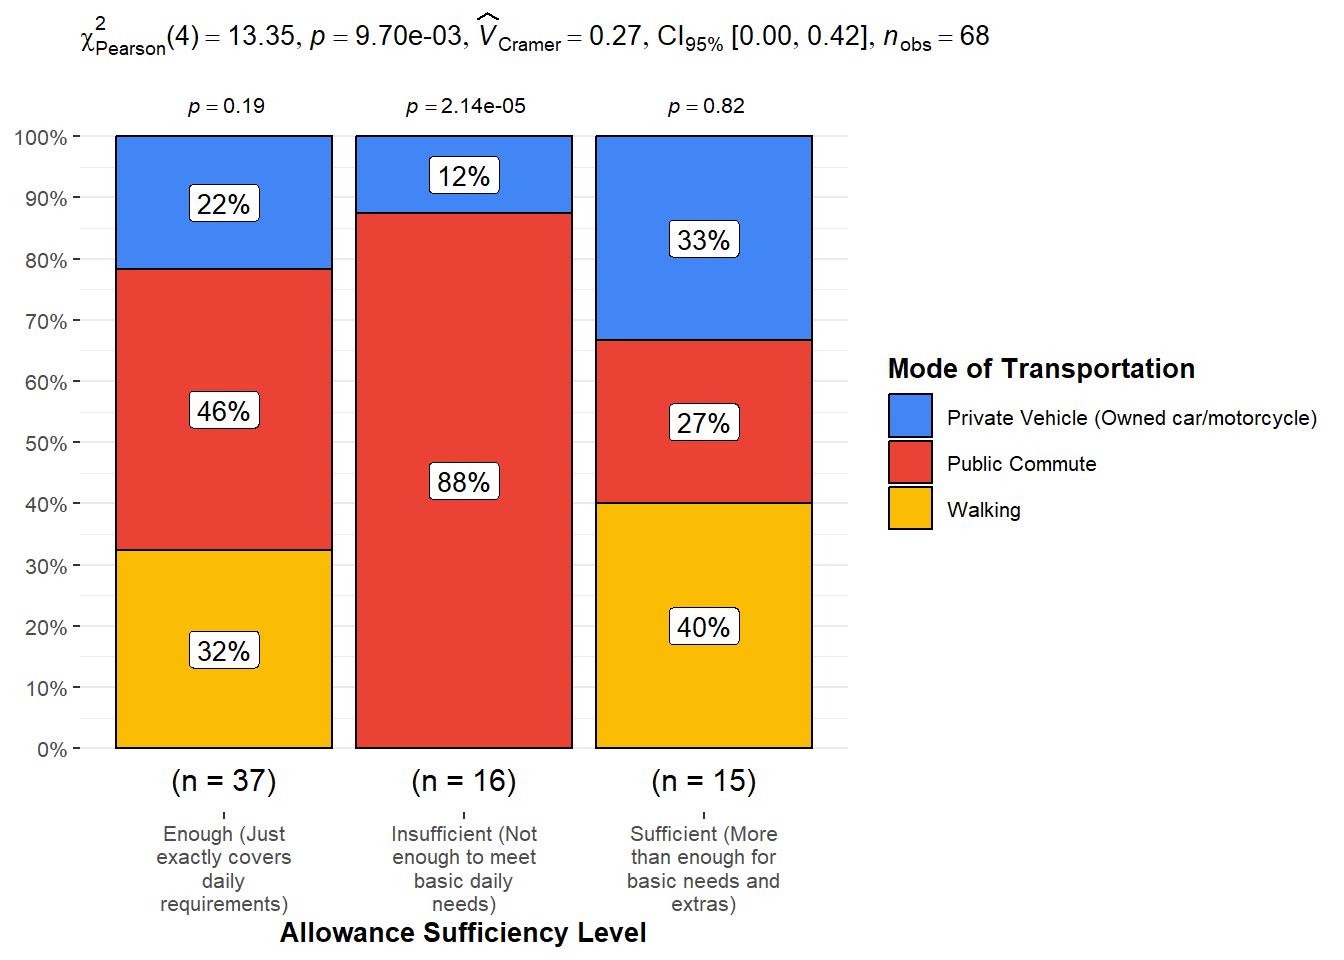 χ²Pearson(4) = 13.35, p = 9.70e-03, V̂Cramer = 0.27, CI95% [0.00, 0.42], nobs = 68
p = 0.19
p = 2.14e-05
p = 0.82
100%
90%
80%
70%
60%
50%
40%
30%
20%
10%
0%
22%
46%
32%
12%
88%
33%
27%
40%
(n = 37)
(n = 16)
(n = 15)
Enough (Just
exactly covers
daily
requirements)
Insufficient (Not
enough to meet
basic daily
needs)
Sufficient (More
than enough for
basic needs and
extras)
Allowance Sufficiency Level
Mode of Transportation
Private Vehicle (Owned car/motorcycle)
Public Commute
Walking